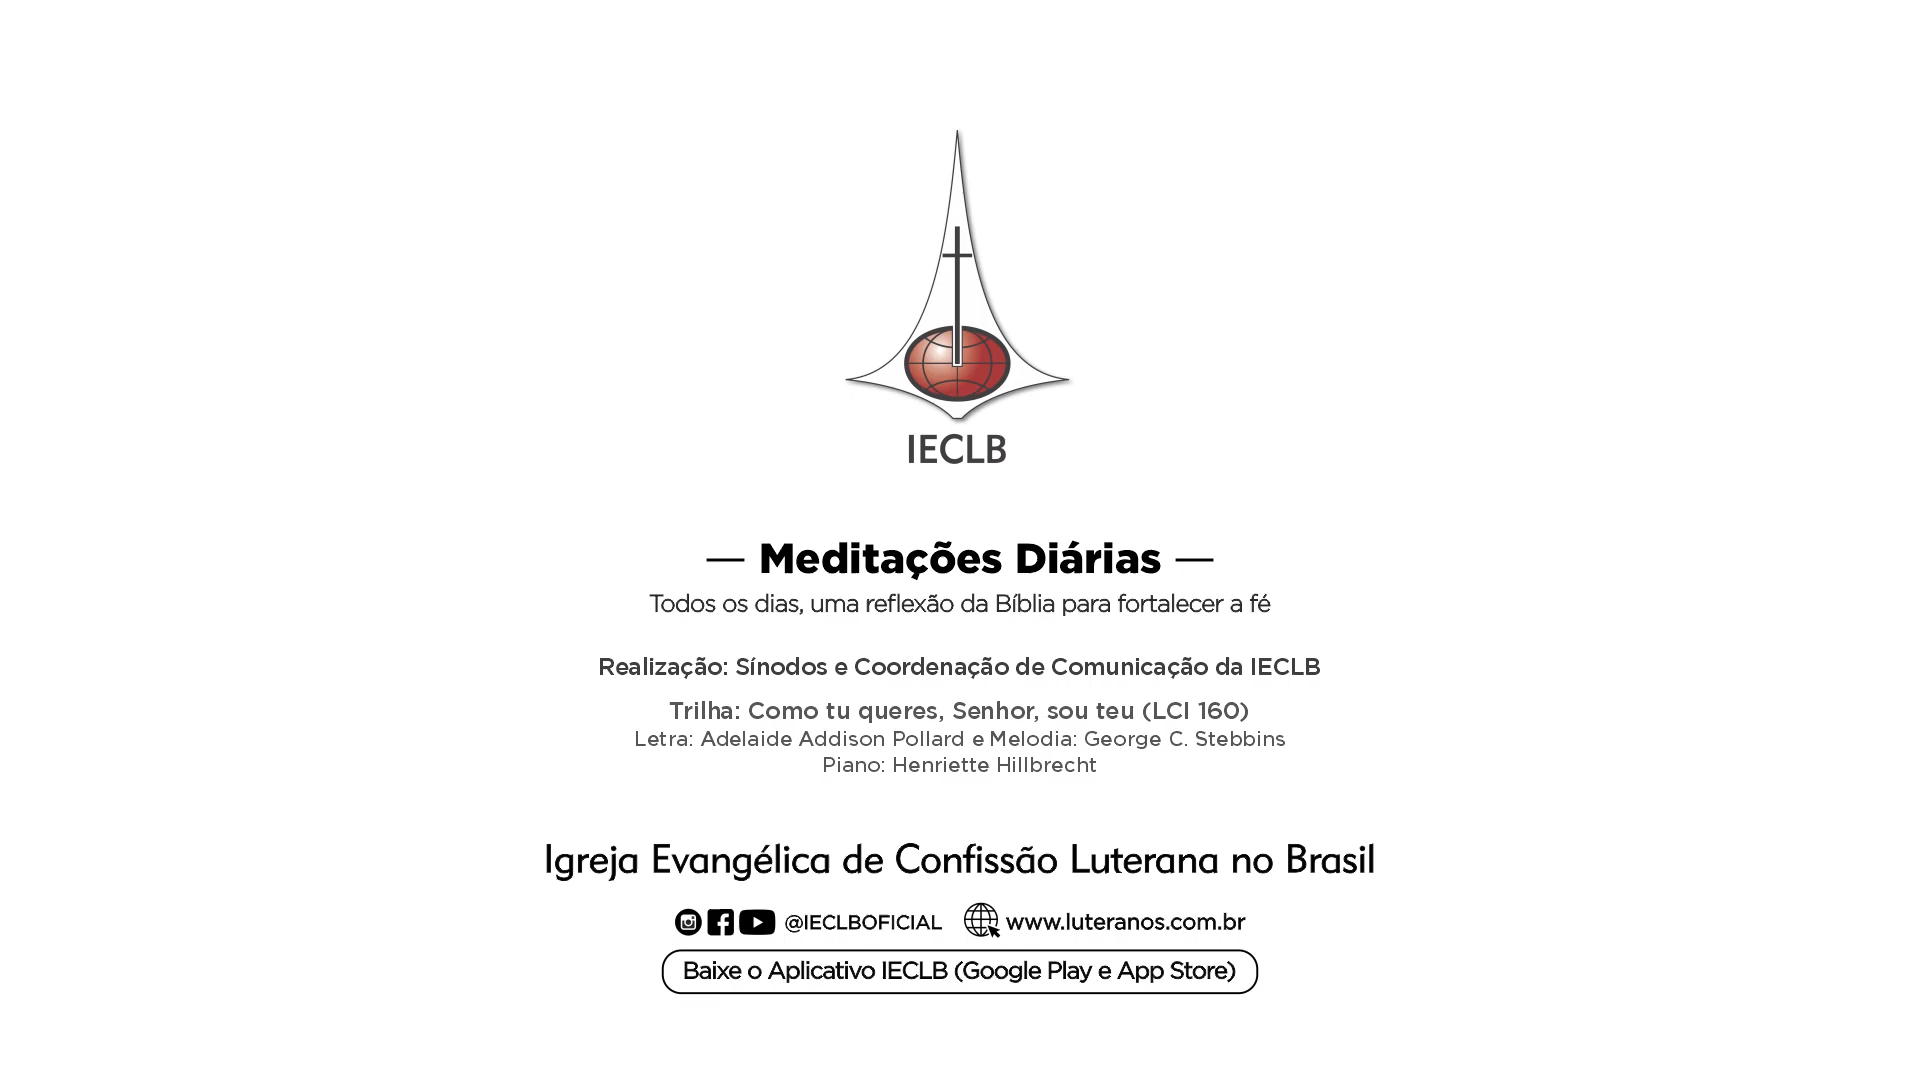 IECLB
— Meditações Diárias —
Todos os dias, uma reflexão da Bíblia para fortalecer a fé
Realização: Sínodos e Coordenação de Comunicação da IECLB
Trilha: Como tu queres, Senhor, sou teu (LCI 160)
Letra: Adelaide Addison Pollard e Melodia: George C. Stebbins
Piano: Henriette Hillbrecht
Igreja Evangélica de Confissão Luterana no Brasil
@IECLBOFICIAL www.luteranos.com.br
Baixe o Aplicativo IECLB (Google Play e App Store)